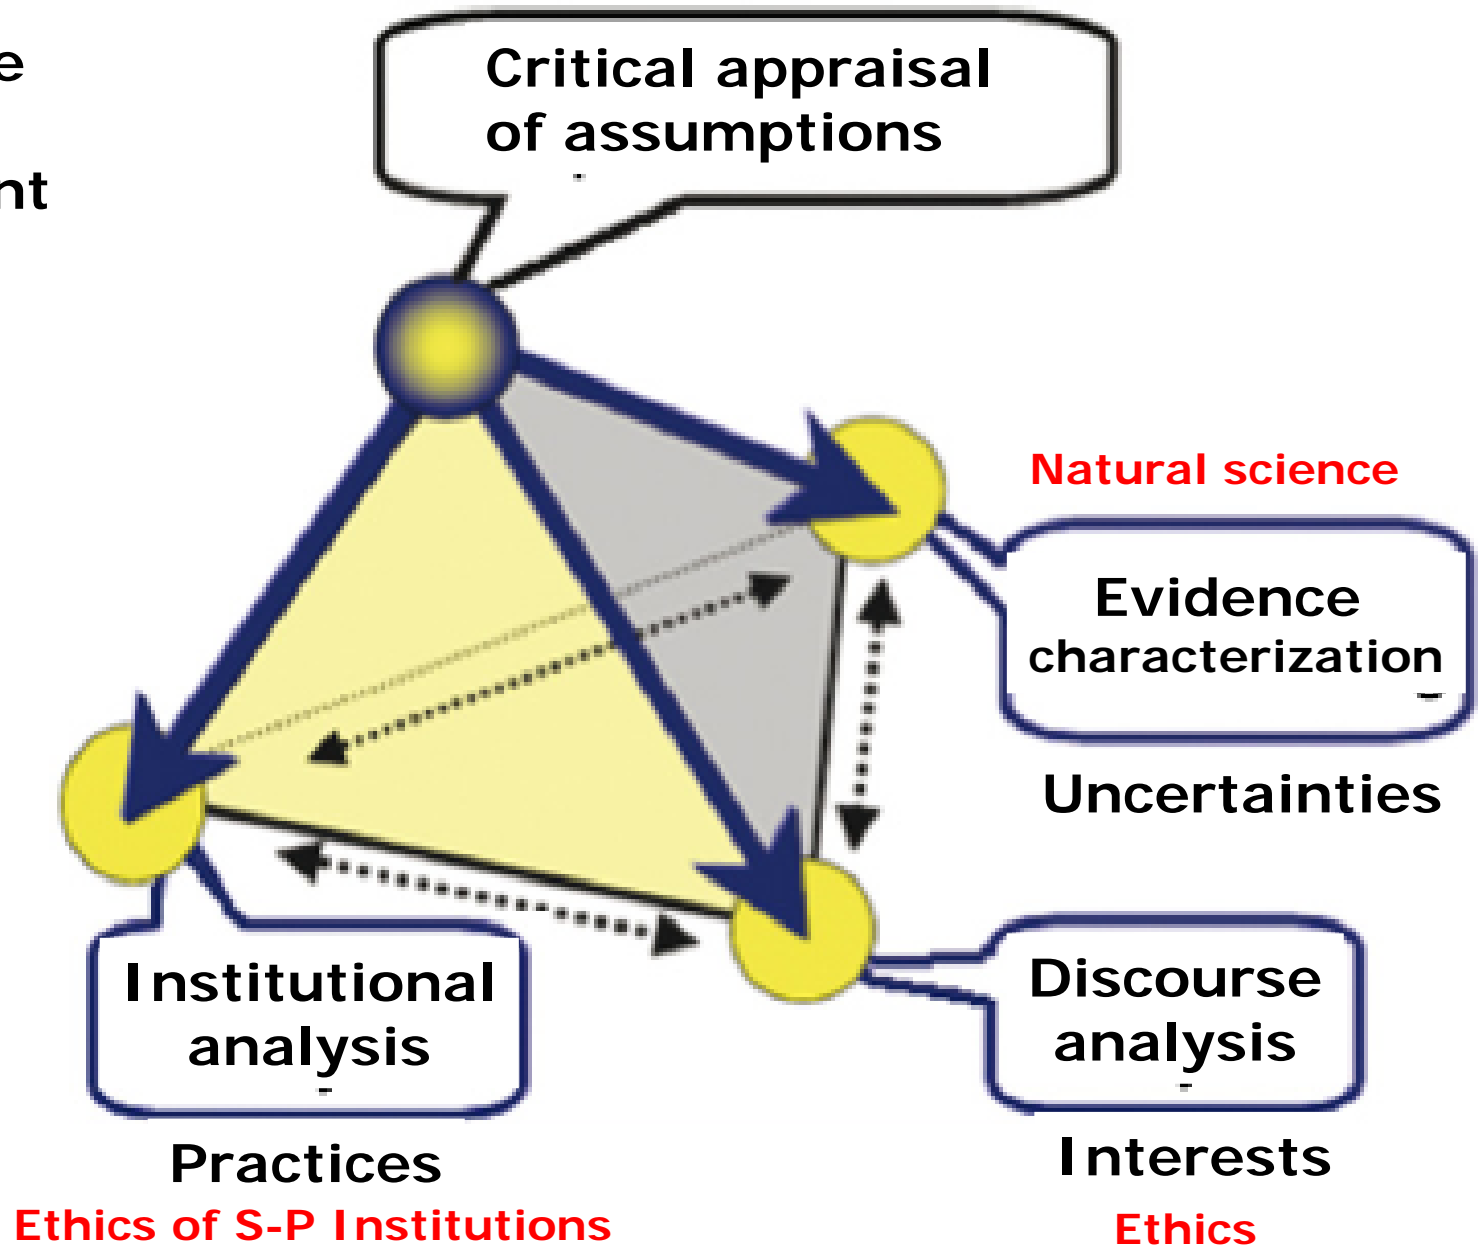 e
nt
Critical appraisal
of assumptions
Natural science
Evidence
characterization
Uncertainties
Institutional
analysis
Discourse
analysis
Practices
Interests
Ethics of S-P Institutions
Ethics